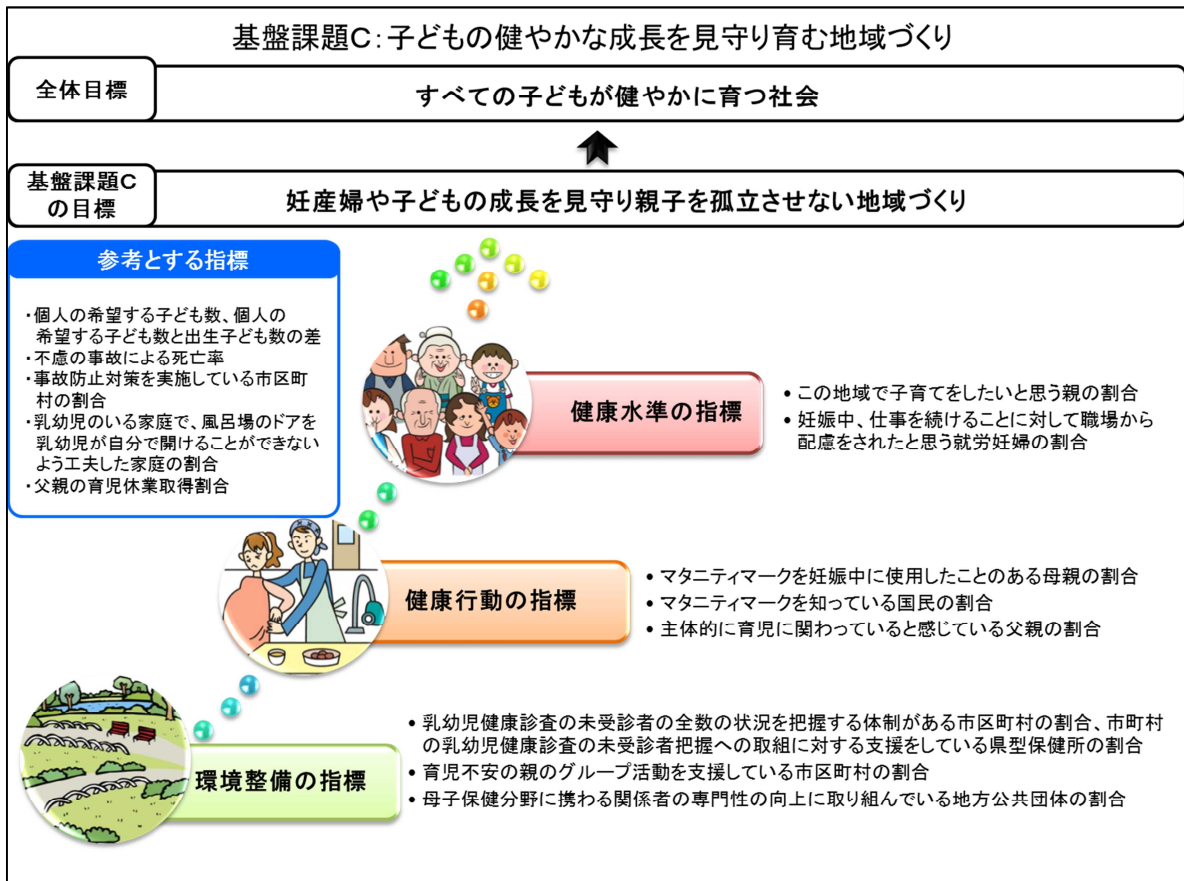 基盤課題C：子どもの健やかな成長を見守り育む地域づくり
全体目標
すべての子どもが健やかに育つ社会
基盤課題C
の目標
妊産婦や子どもの成長を見守り親子を孤立させない地域づくり
参考とする指標
・個人の希望する子ども数、個人の
希望する子ども数と出生子ども数の差
・不慮の事故による死亡率
・事故防止対策を実施している市区町
村の割合
・乳幼児のいる家庭で、風呂場のドアを
乳幼児が自分で開けることができない
よう工夫した家庭の割合
・父親の育児休業取得割合
健康水準の指標
• この地域で子育てをしたいと思う親の割合
• 妊娠中、仕事を続けることに対して職場から
配慮をされたと思う就労妊婦の割合
健康行動の指標
• マタニティマークを妊娠中に使用したことのある母親の割合
• マタニティマークを知っている国民の割合
• 主体的に育児に関わっていると感じている父親の割合
環境整備の指標
• 乳幼児健康診査の未受診者の全数の状況を把握する体制がある市区町村の割合、市町村
の乳幼児健康診査の未受診者把握への取組に対する支援をしている県型保健所の割合
• 育児不安の親のグループ活動を支援している市区町村の割合
• 母子保健分野に携わる関係者の専門性の向上に取り組んでいる地方公共団体の割合